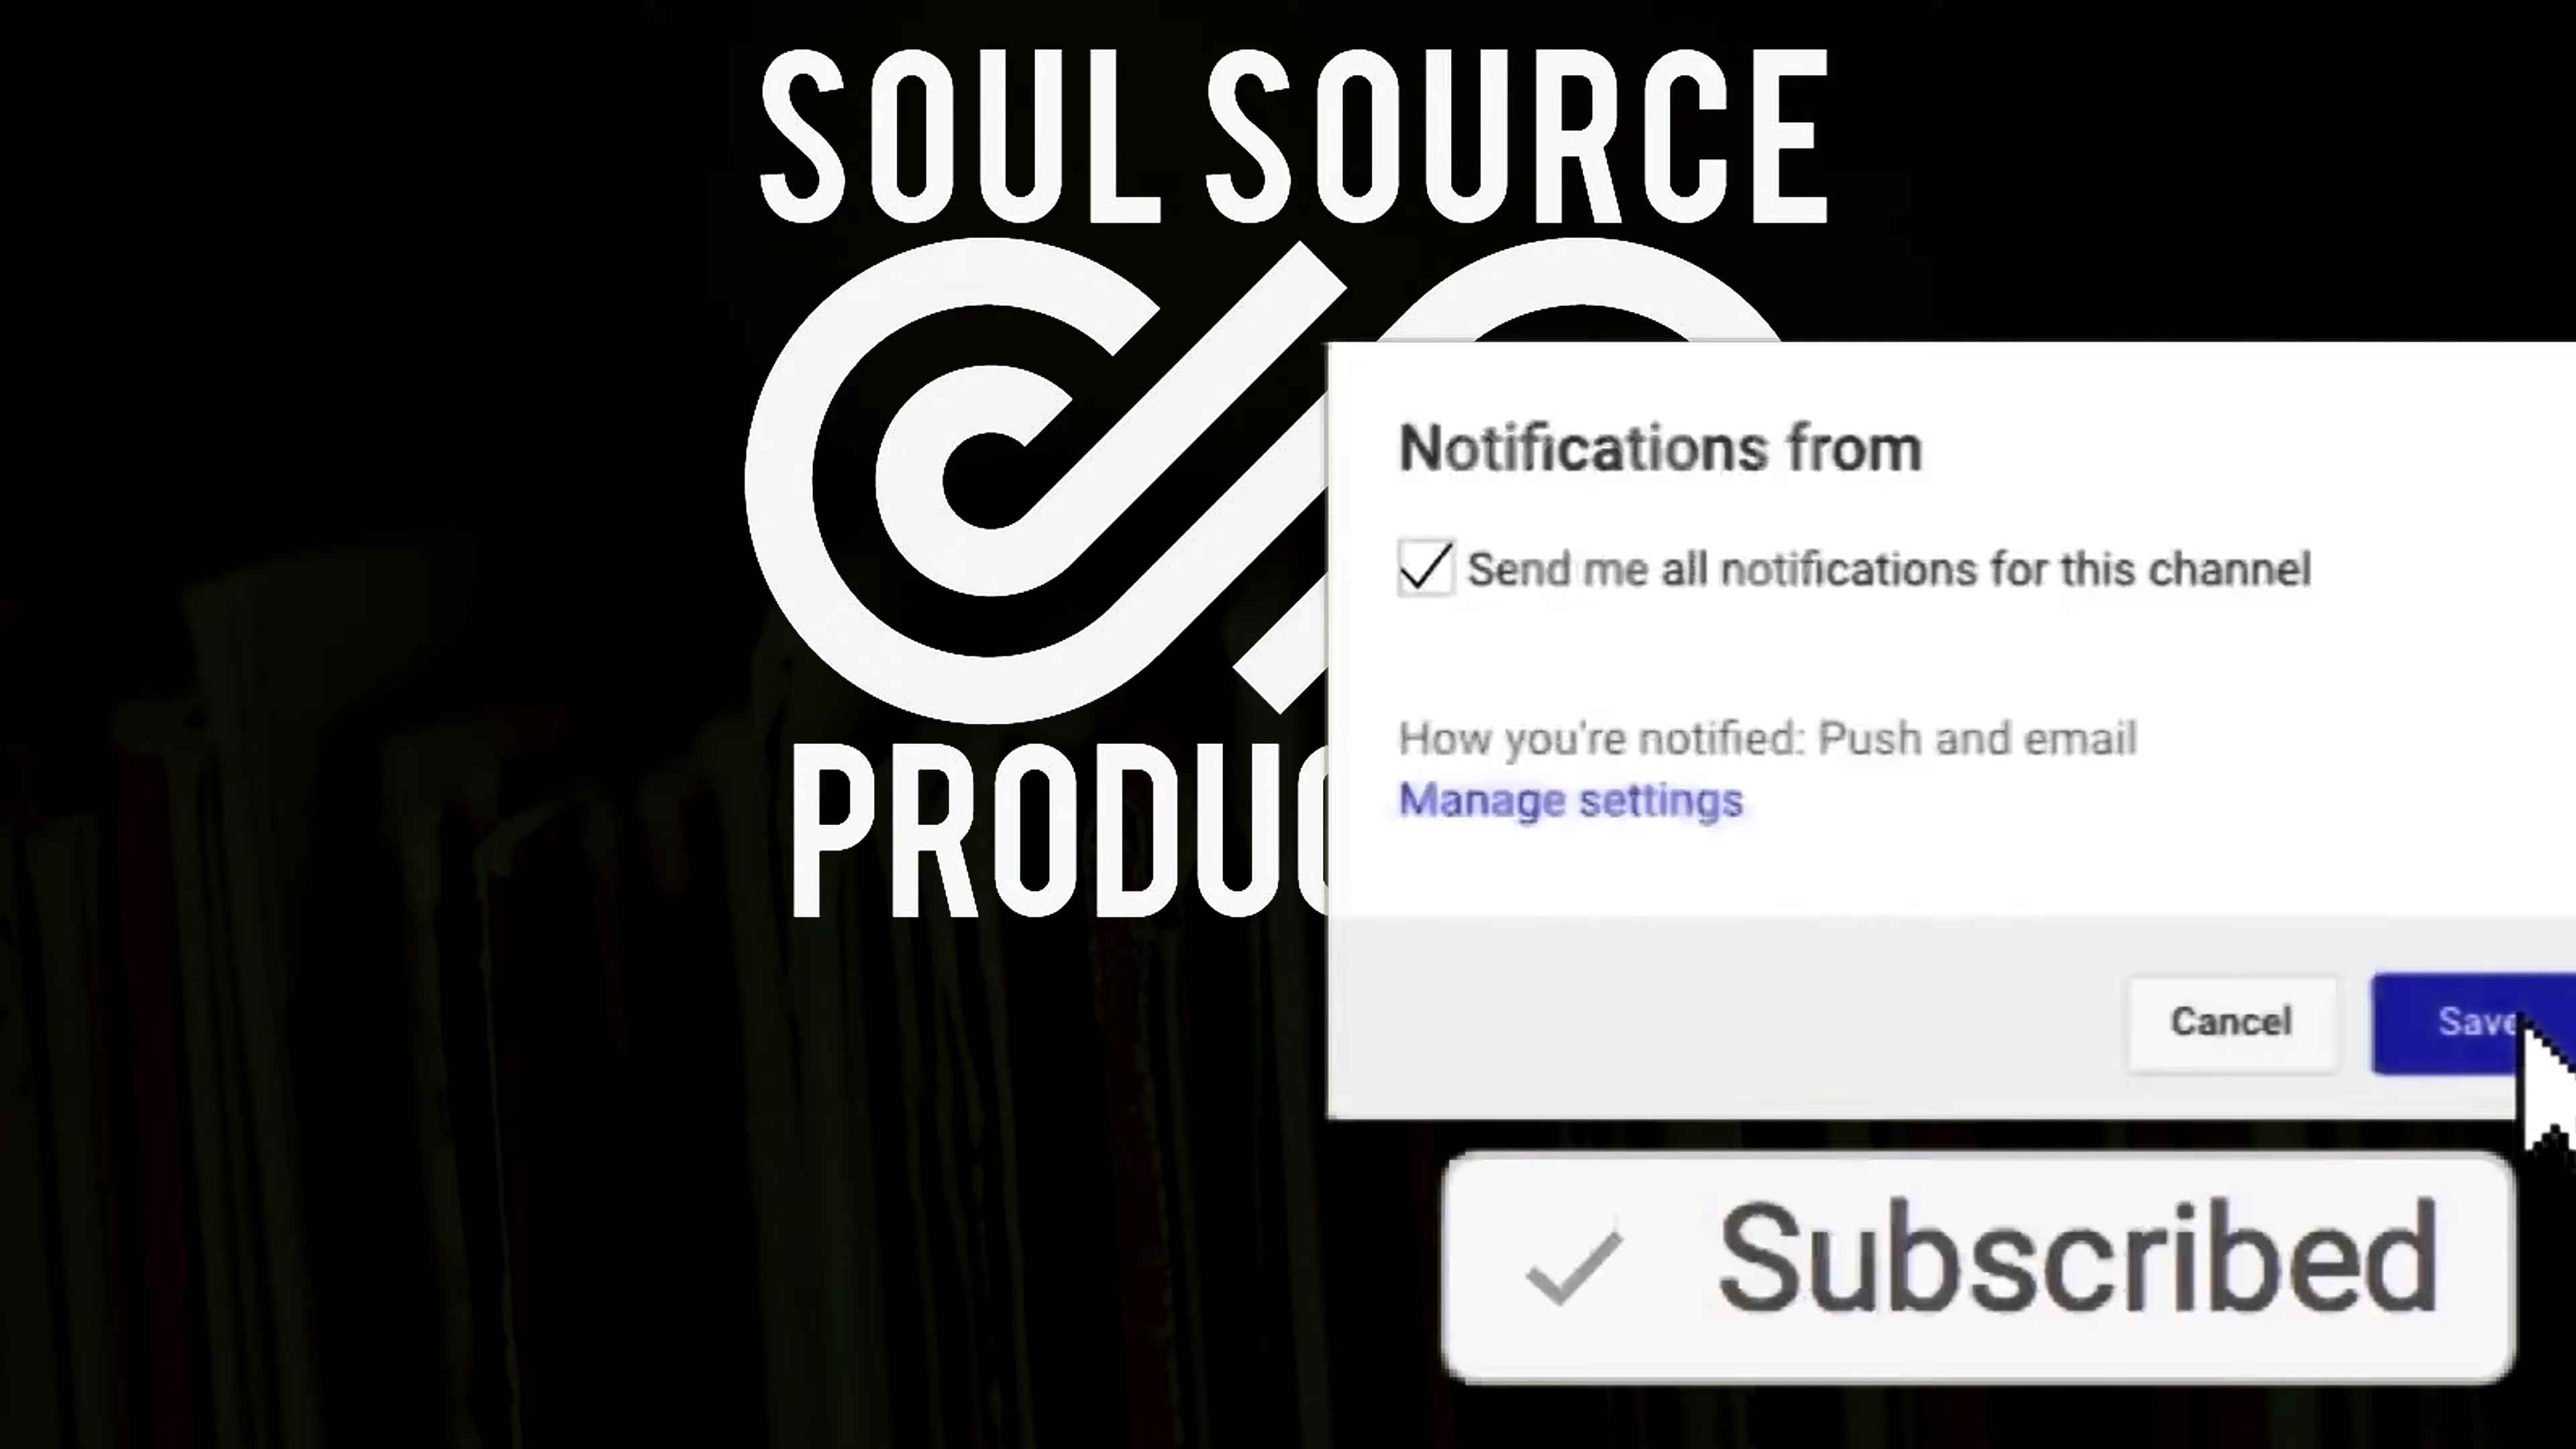 SOUL SOURCE
PRODUC
Notifications from
Send me all notifications for this channel
How you're notified: Push and email
Manage settings
Cancel
Save
Subscribed